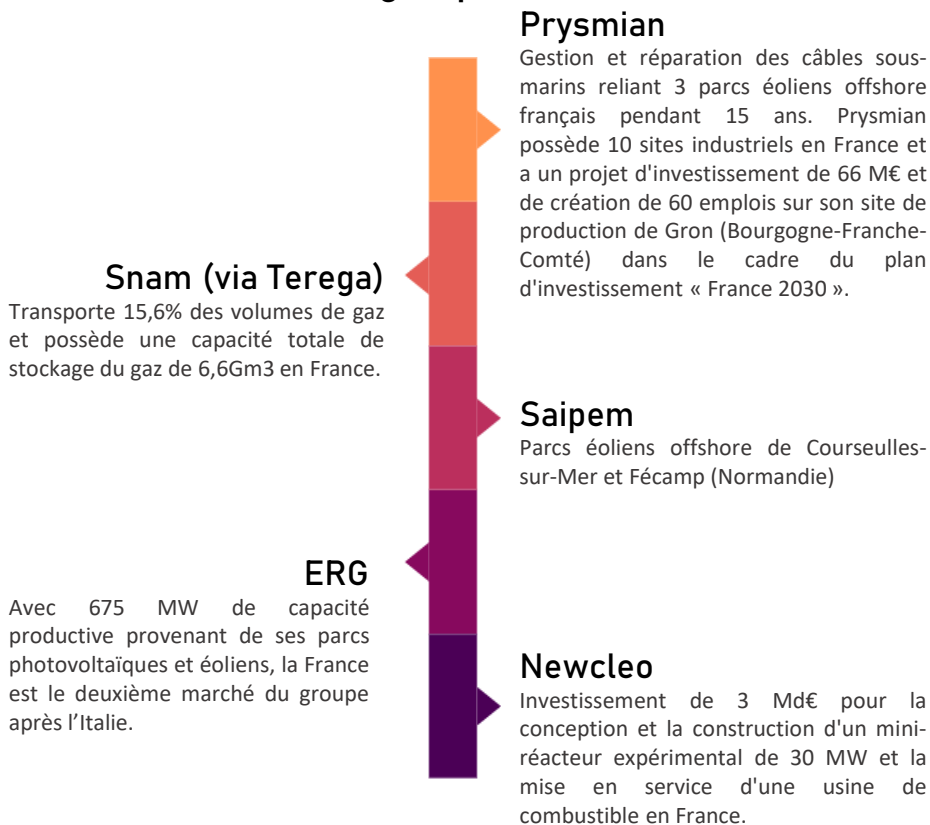 Prysmian
Gestion et réparation des câbles sous-
marins reliant 3 parcs éoliens offshore
français pendant 15 ans. Prysmian
possède 10 sites industriels en France et
a un projet d'investissement de 66 M€ et
de création de 60 emplois sur son site de
production de Gron (Bourgogne-Franche-
Comté) dans le cadre du plan
d'investissement « France 2030 ».
Snam (via Terega)
Transporte 15,6% des volumes de gaz
et possède une capacité totale de
stockage du gaz de 6,6Gm3 en France.
Saipem
Parcs éoliens offshore de Courseulles-
sur-Mer et Fécamp (Normandie)
ERG
Avec 675 MW de capacité
productive provenant de ses parcs
photovoltaïques et éoliens, la France
est le deuxième marché du groupe
après l’Italie.
Newcleo
Investissement de 3 Md€ pour la
conception et la construction d'un mini-
réacteur expérimental de 30 MW et la
mise en service d'une usine de
combustible en France.